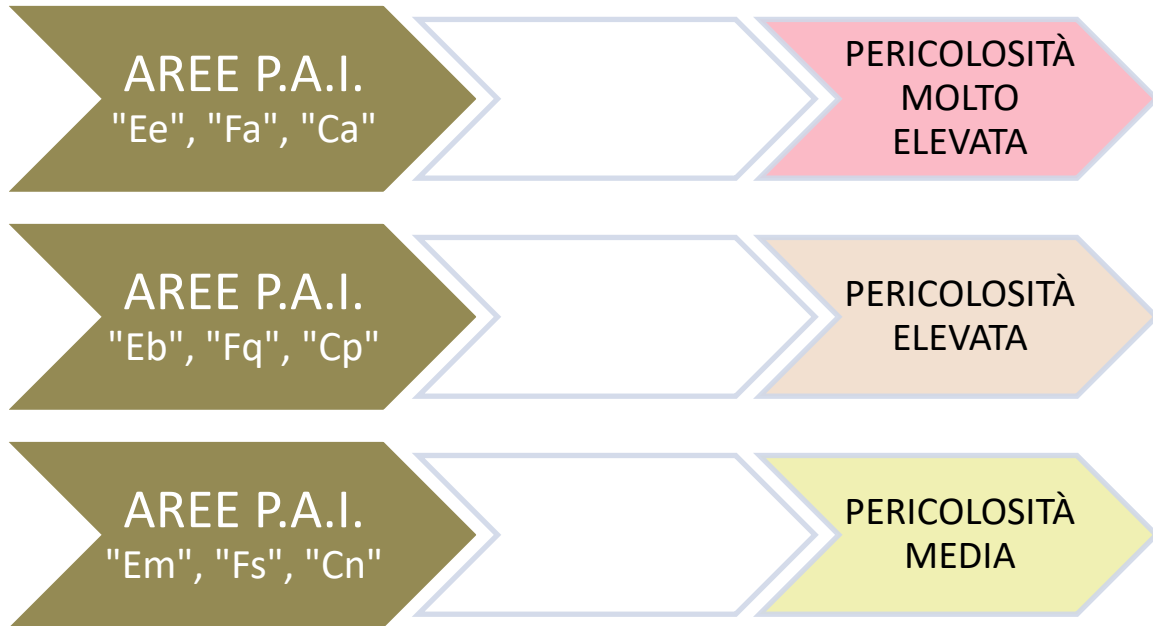 AREE P.A.I.
"Ee", "Fa", "Ca"
PERICOLOSITÀ
MOLTO
ELEVATA
AREE P.A.I.
"Eb", "Fq", "Cp"
PERICOLOSITÀ
ELEVATA
AREE P.A.I.
"Em", "Fs", "Cn"
PERICOLOSITÀ
MEDIA